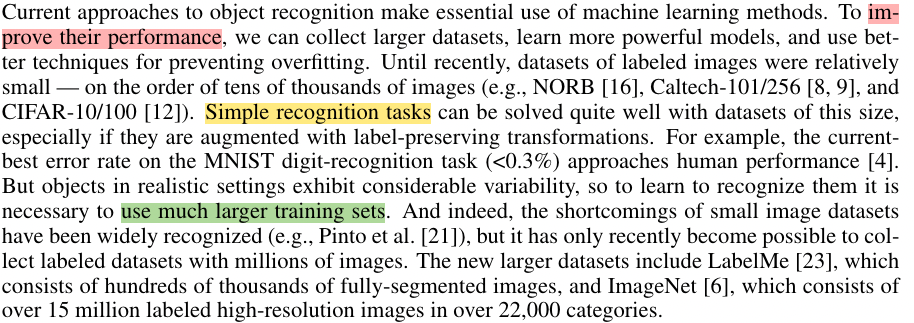 Current approaches to object recognition make essential use of machine learning methods. To im-
prove their performance, we can collect larger datasets, learn more powerful models, and use bet-
ter techniques for preventing overfitting. Until recently, datasets of labeled images were relatively
small — on the order of tens of thousands of images (e.g., NORB [16], Caltech-101/256 [8, 9], and
CIFAR-10/100 [12]). Simple recognition tasks can be solved quite well with datasets of this size,
especially if they are augmented with label-preserving transformations. For example, the current-
best error rate on the MNIST digit-recognition task (<0.3%) approaches human performance [4].
But objects in realistic settings exhibit considerable variability, so to learn to recognize them it is
necessary to use much larger training sets. And indeed, the shortcomings of small image datasets
have been widely recognized (e.g., Pinto et al. [21]), but it has only recently become possible to col-
lect labeled datasets with millions of images. The new larger datasets include LabelMe [23], which
consists of hundreds of thousands of fully-segmented images, and ImageNet [6], which consists of
over 15 million labeled high-resolution images in over 22,000 categories.